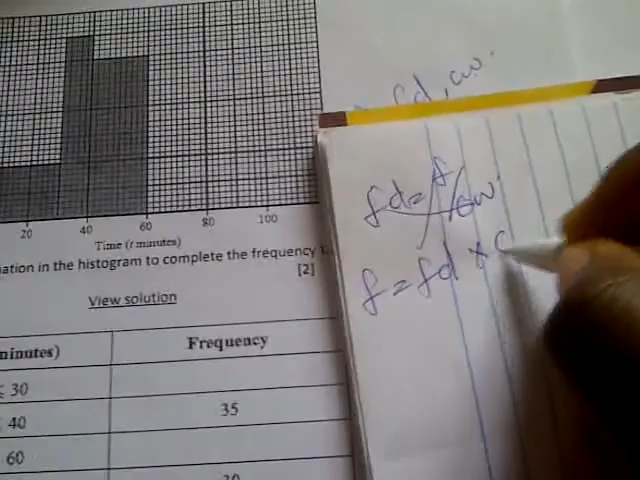 fd, cw.
20 40 60 80 100
Time (t minutes)
ation in the histogram to complete the frequency t
[2]
View solution
minutes) Frequency
≤ 30
40 35
60
fd = f/cw
f = fd × c